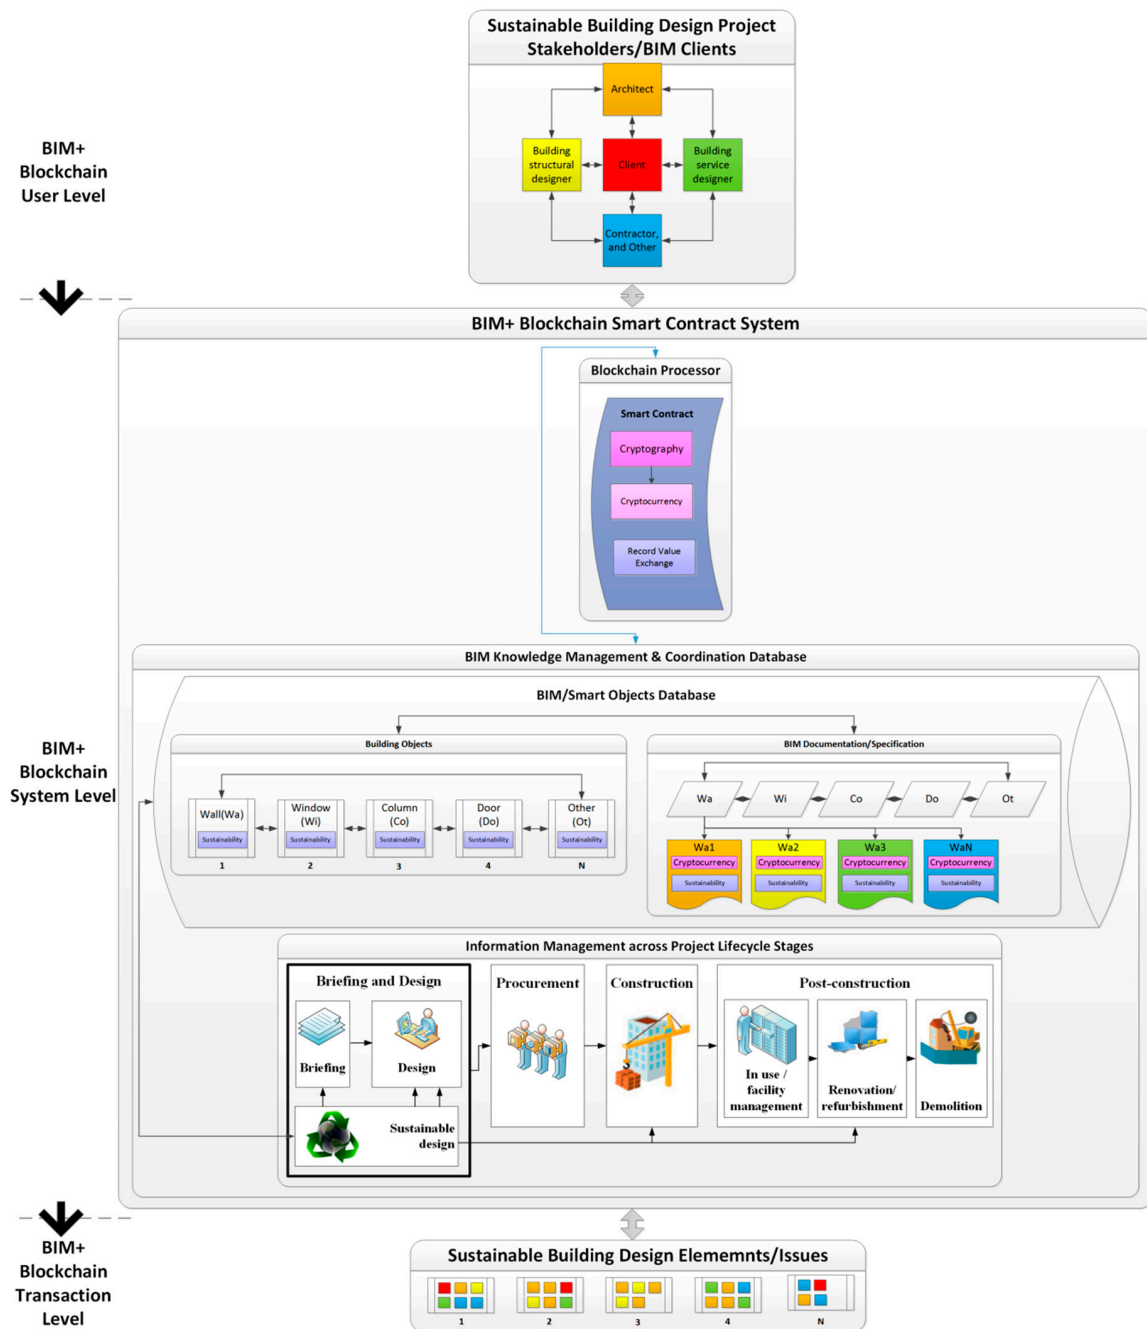 Sustainable Building Design Project
Stakeholders/BIM Clients
Architect
Building
structural
designer
Client
Building
service
designer
Contractor,
and Other
BIM+
Blockchain
User Level
BIM+ Blockchain Smart Contract System
Blockchain Processor
Smart Contract
Cryptography
Cryptocurrency
Record Value
Exchange
BIM Knowledge Management & Coordination Database
BIM/Smart Objects Database
BIM+
Blockchain
System Level
Building Objects
Wall(Wa)
Sustainability
1
Window
(Wi)
Sustainability
2
Column
(Co)
Sustainability
3
Door
(Do)
Sustainability
4
Other
(Ot)
Sustainability
N
BIM Documentation/Specification
Wa
Wi
Co
Do
Ot
Wa1
Cryptocurrency
Sustainability
Wa2
Cryptocurrency
Sustainability
Wa3
Cryptocurrency
Sustainability
WaN
Cryptocurrency
Sustainability
Information Management across Project Lifecycle Stages
Briefing and Design
Briefing
Design
Sustainable
design
Procurement
Construction
Post-construction
In use /
facility
management
Renovation/
refurbishment
Demolition
BIM+
Blockchain
Transaction
Level
Sustainable Building Design Elememnts/Issues
1
2
3
4
N